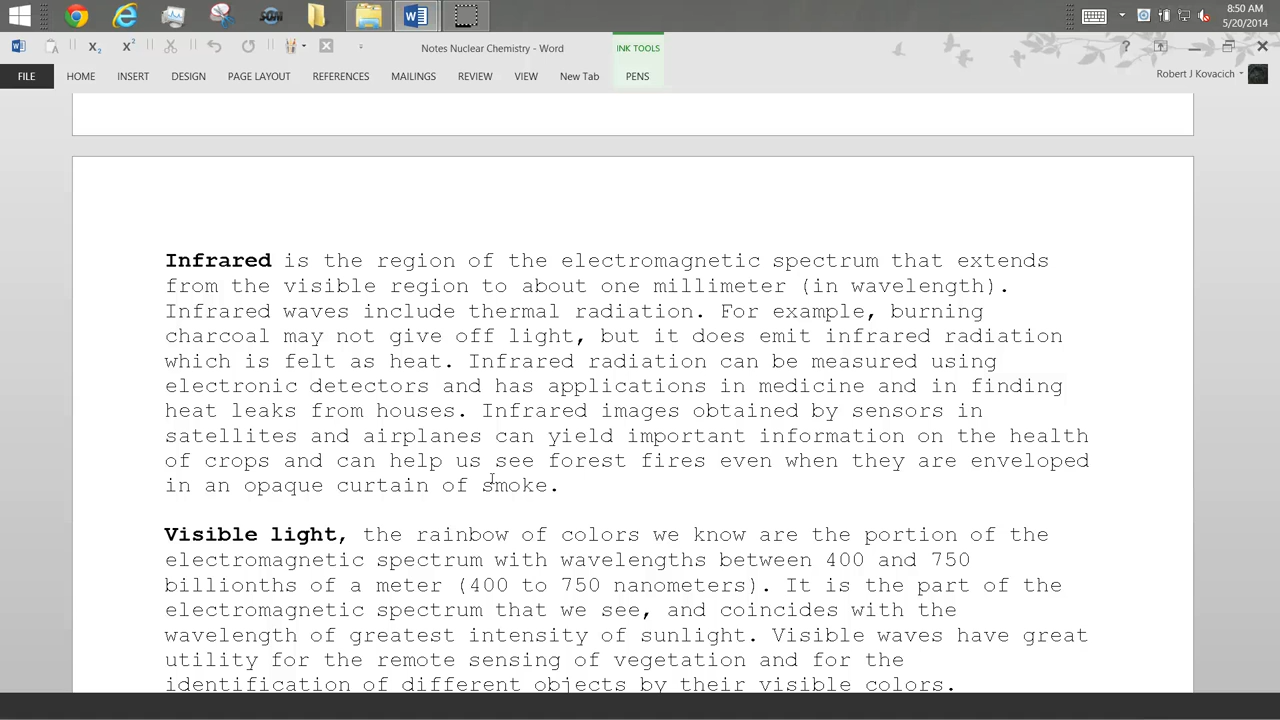 8:50 AM
5/20/2014
Notes Nuclear Chemistry - Word
INK TOOLS
FILE HOME INSERT DESIGN PAGE LAYOUT REFERENCES MAILINGS REVIEW VIEW New Tab PENS
Robert J Kovacich
Infrared is the region of the electromagnetic spectrum that extends
from the visible region to about one millimeter (in wavelength).
Infrared waves include thermal radiation. For example, burning
charcoal may not give off light, but it does emit infrared radiation
which is felt as heat. Infrared radiation can be measured using
electronic detectors and has applications in medicine and in finding
heat leaks from houses. Infrared images obtained by sensors in
satellites and airplanes can yield important information on the health
of crops and can help us see forest fires even when they are enveloped
in an opaque curtain of smoke.
Visible light, the rainbow of colors we know are the portion of the
electromagnetic spectrum with wavelengths between 400 and 750
billionths of a meter (400 to 750 nanometers). It is the part of the
electromagnetic spectrum that we see, and coincides with the
wavelength of greatest intensity of sunlight. Visible waves have great
utility for the remote sensing of vegetation and for the
identification of different objects by their visible colors.